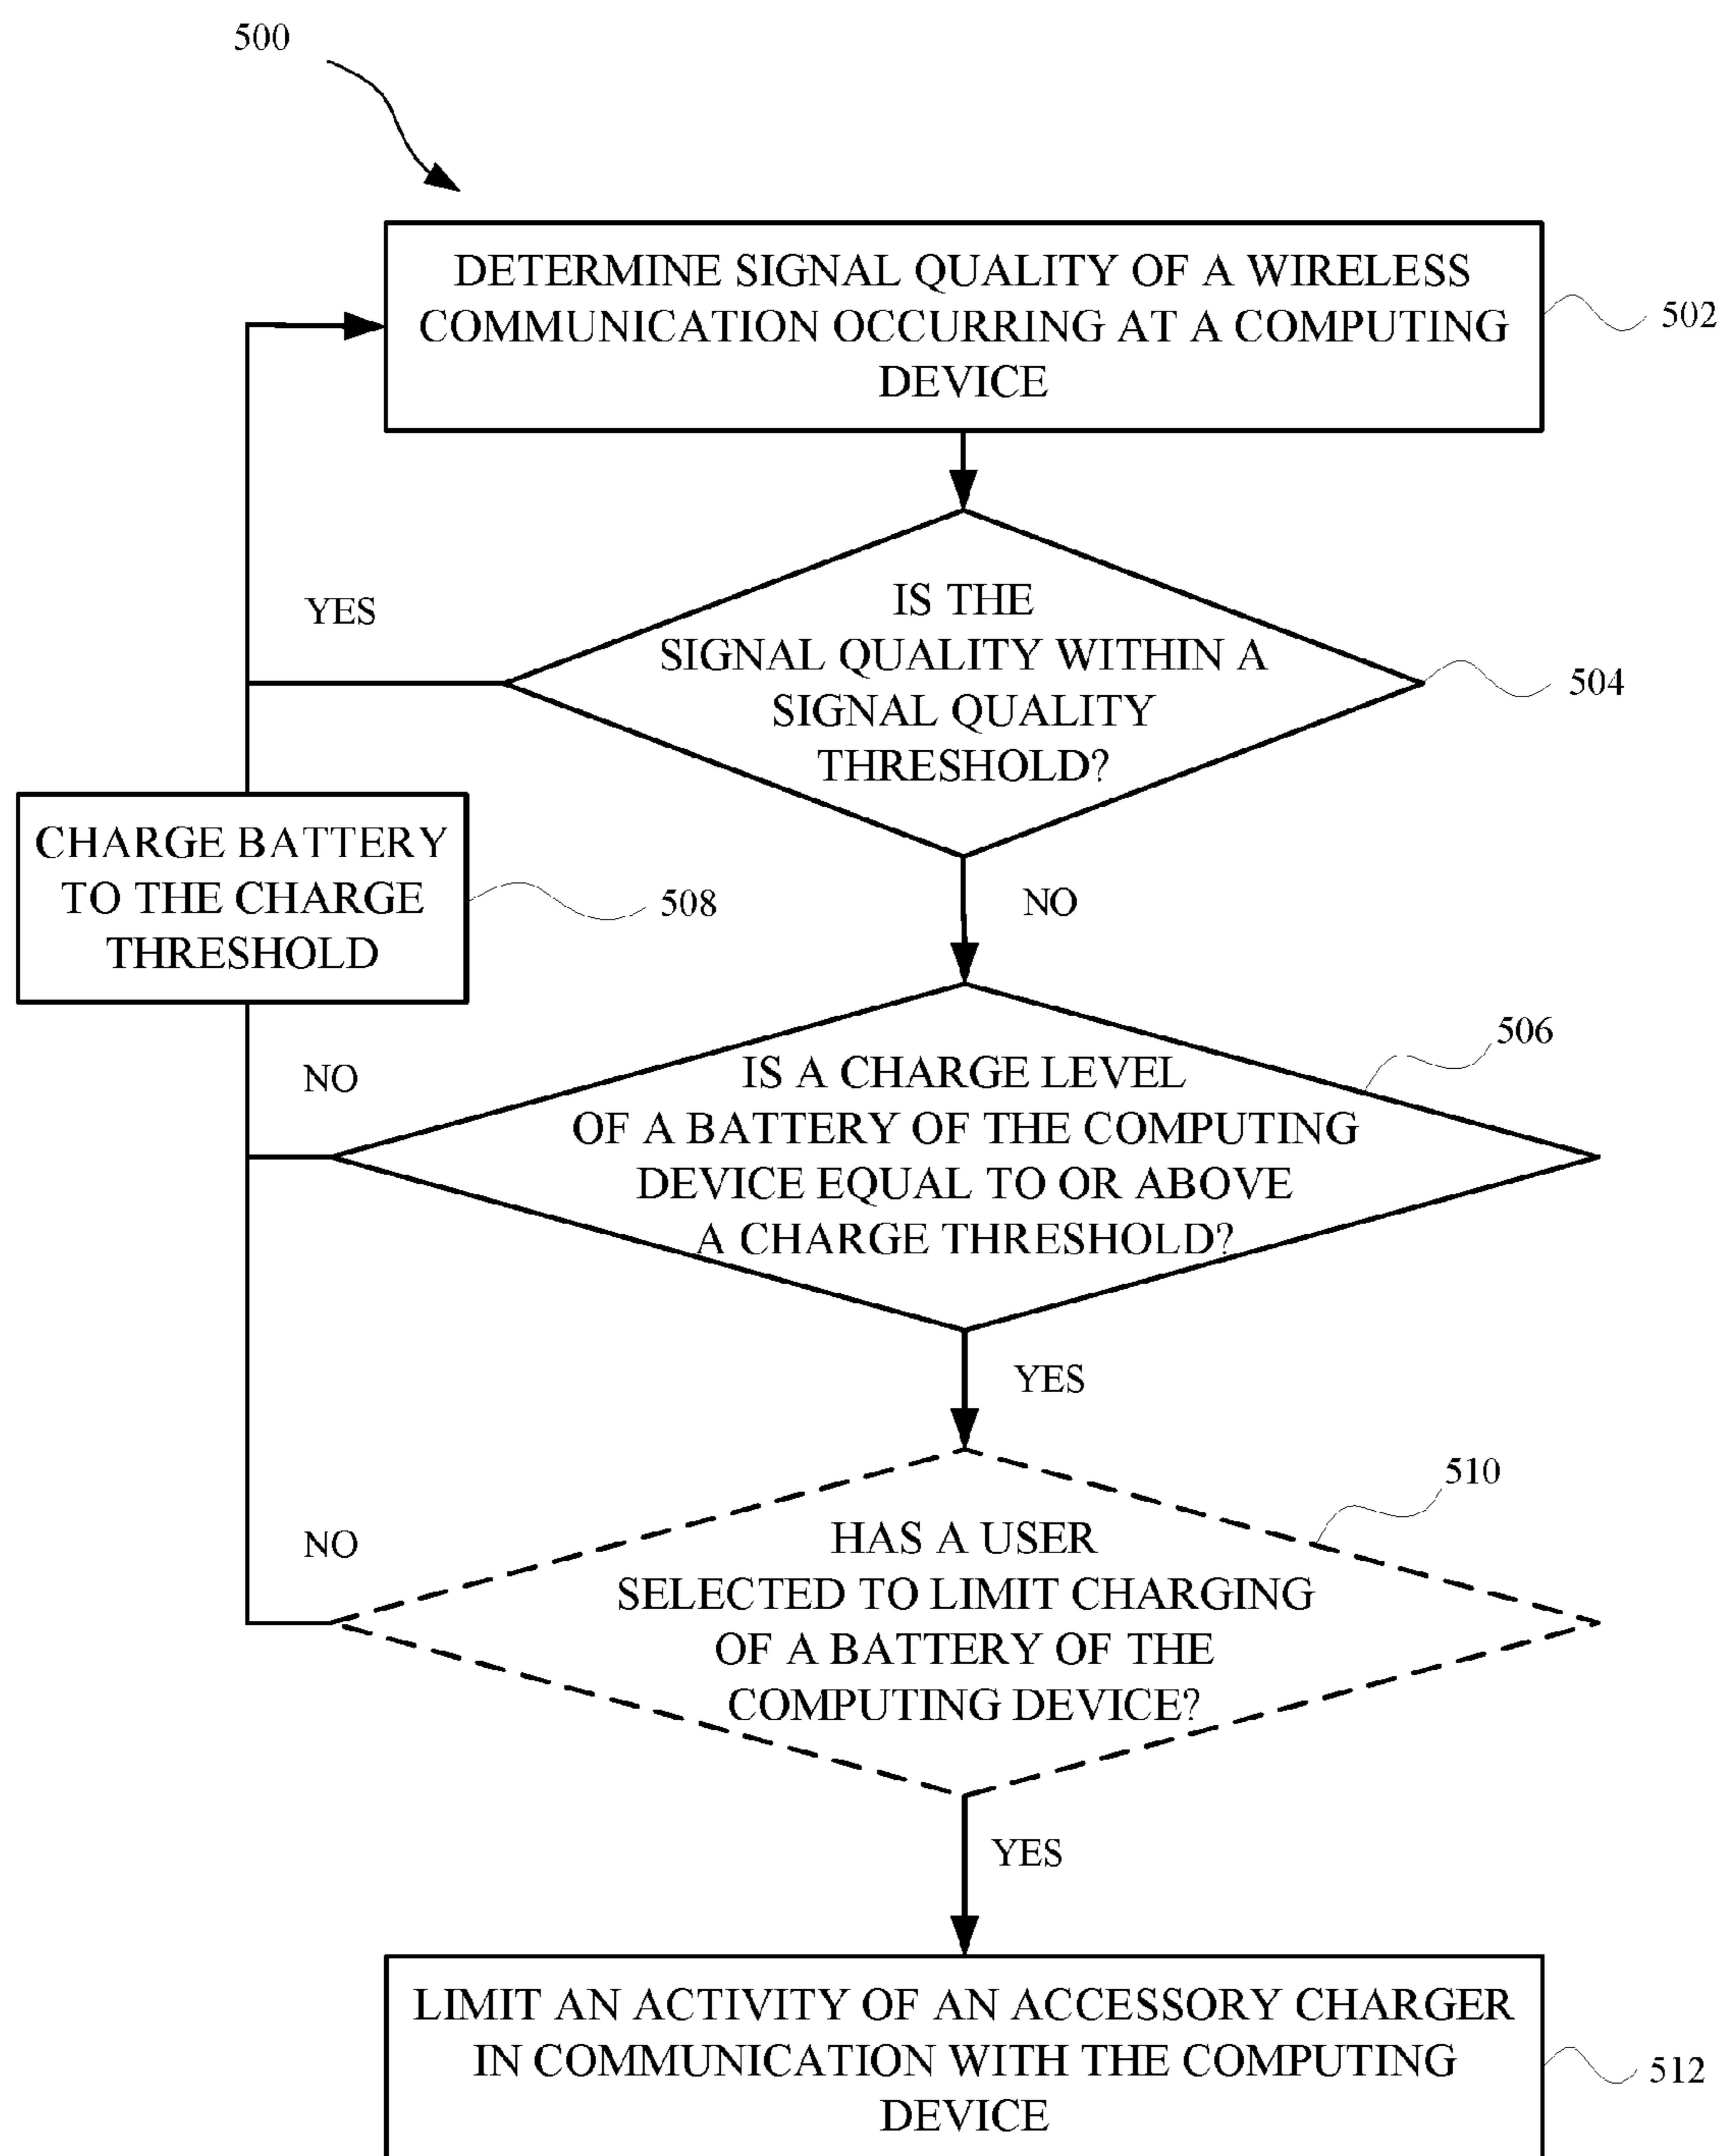 500
DETERMINE SIGNAL QUALITY OF A WIRELESS
COMMUNICATION OCCURRING AT A COMPUTING
DEVICE
502
YES
IS THE
SIGNAL QUALITY WITHIN A
SIGNAL QUALITY
THRESHOLD?
504
CHARGE BATTERY
TO THE CHARGE
THRESHOLD
508
NO
NO
IS A CHARGE LEVEL
OF A BATTERY OF THE COMPUTING
DEVICE EQUAL TO OR ABOVE
A CHARGE THRESHOLD?
506
YES
NO
HAS A USER
SELECTED TO LIMIT CHARGING
OF A BATTERY OF THE
COMPUTING DEVICE?
510
YES
LIMIT AN ACTIVITY OF AN ACCESSORY CHARGER
IN COMMUNICATION WITH THE COMPUTING
DEVICE
512